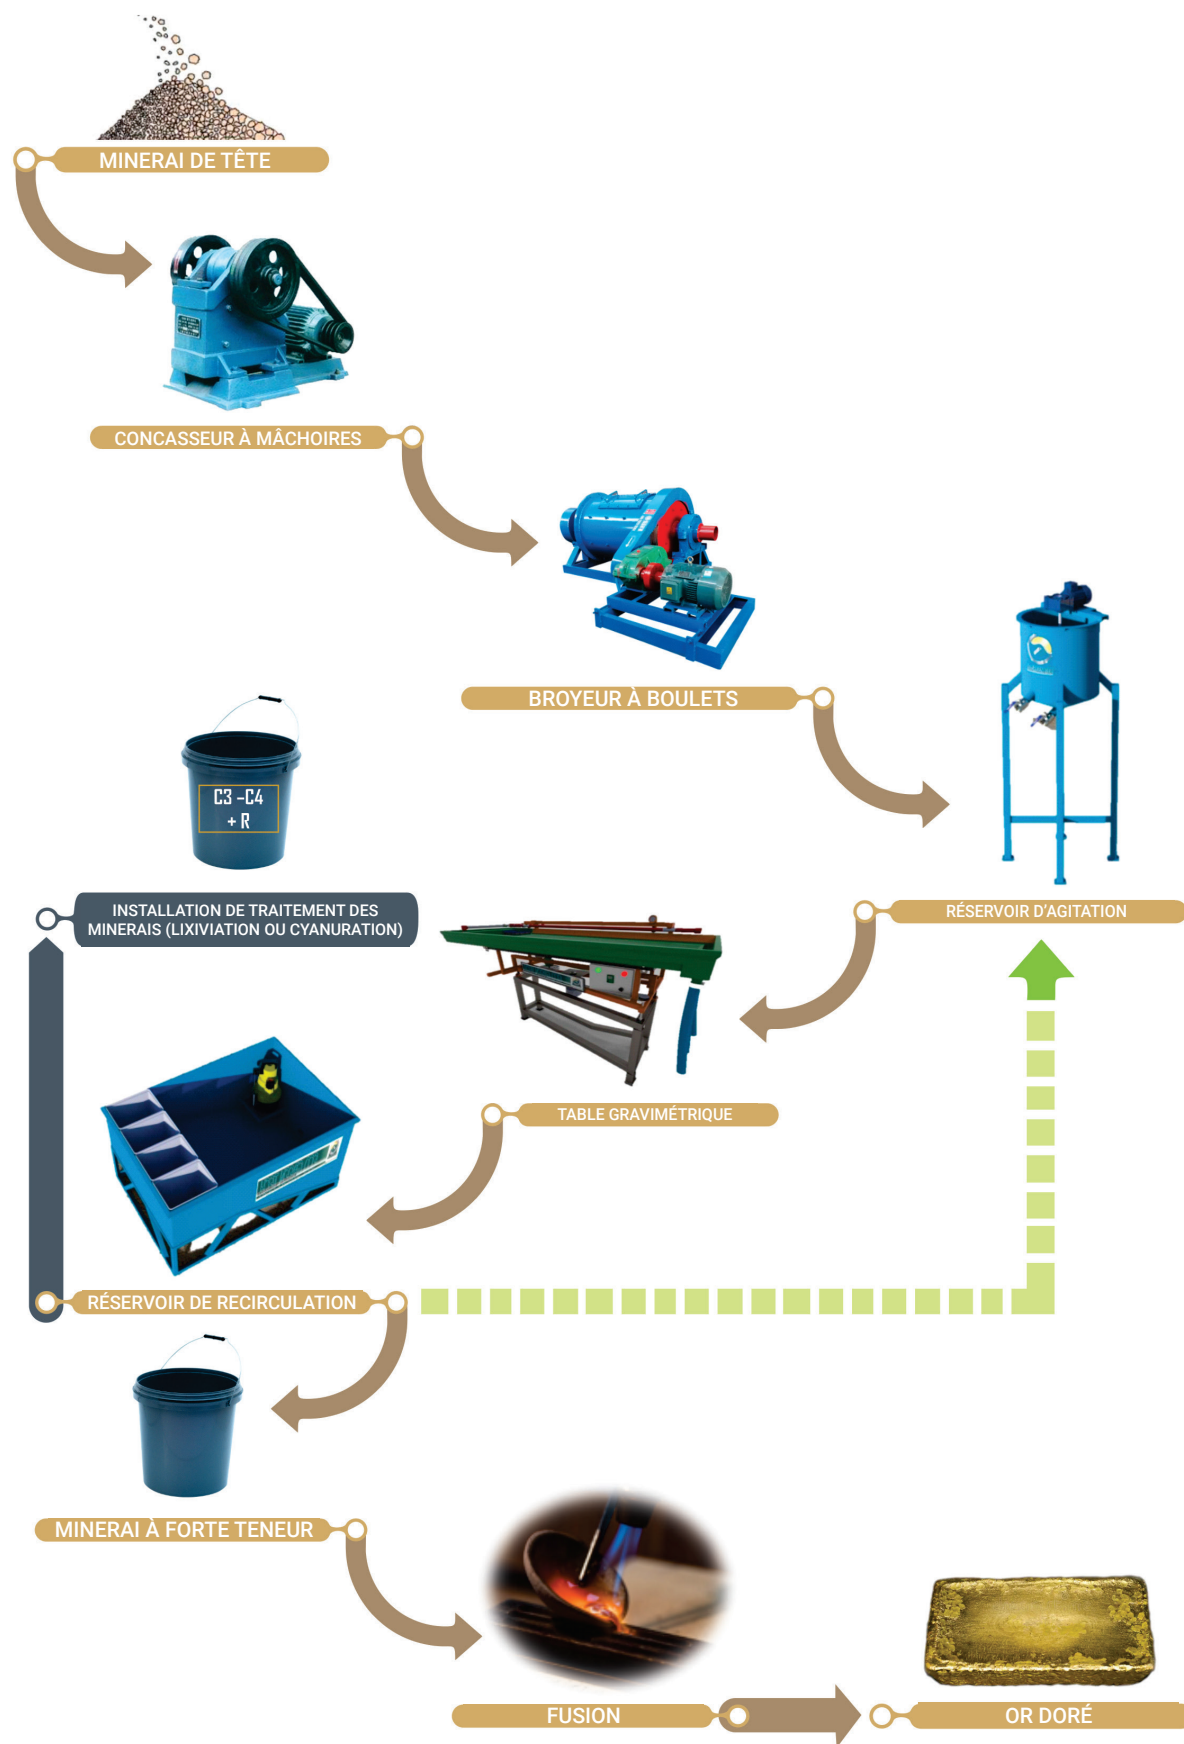 MINERAI DE TÊTE
CONCASSEUR À MÂCHOIRES
BROYEUR À BOULETS
C3 -C4
+ R
INSTALLATION DE TRAITEMENT DES
MINERAIS (LIXIVIATION OU CYANURATION)
RÉSERVOIR D'AGITATION
TABLE GRAVIMÉTRIQUE
RÉSERVOIR DE RECIRCULATION
MINERAI À FORTE TENEUR
FUSION
OR DORÉ